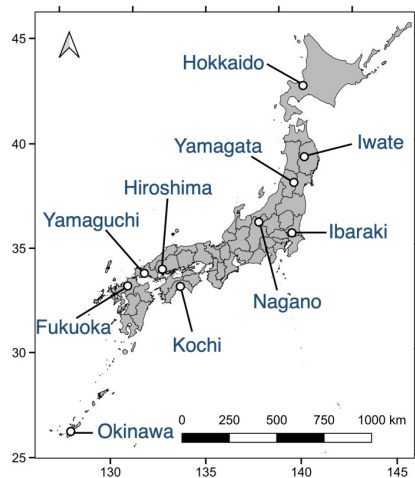 45
Hokkaido
40
Iwate
Yamagata
Hiroshima
Yamaguchi
35
Ibaraki
Nagano
Fukuoka
Kochi
30
0 250 500 750 1000 km
Okinawa
25
130 135 140 145